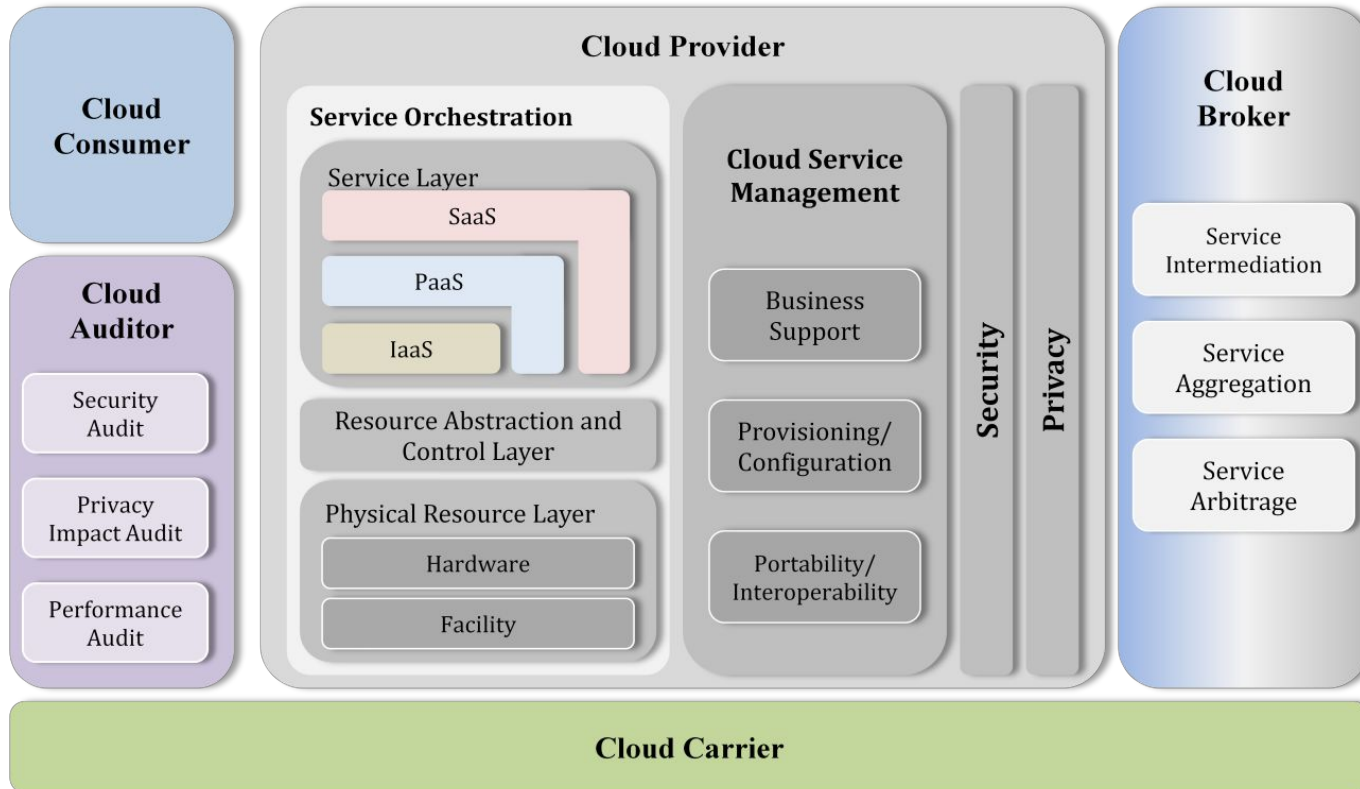 Cloud
Consumer
Cloud
Auditor
Security
Audit
Privacy
Impact Audit
Performance
Audit
Cloud Provider
Service Orchestration
Service Layer
SaaS
PaaS
IaaS
Resource Abstraction and
Control Layer
Physical Resource Layer
Hardware
Facility
Cloud Service
Management
Business
Support
Provisioning/
Configuration
Portability/
Interoperability
Security
Privacy
Cloud
Broker
Service
Intermediation
Service
Aggregation
Service
Arbitrage
Cloud Carrier